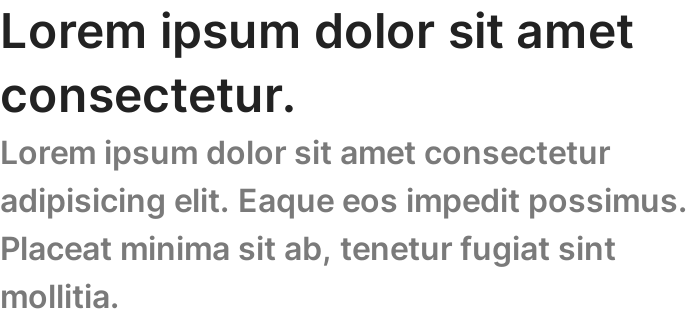 Lorem ipsum dolor sit amet
consectetur.
Lorem ipsum dolor sit amet consectetur
adipisicing elit. Eaque eos impedit possimus.
Placeat minima sit ab, tenetur fugiat sint
mollitia.